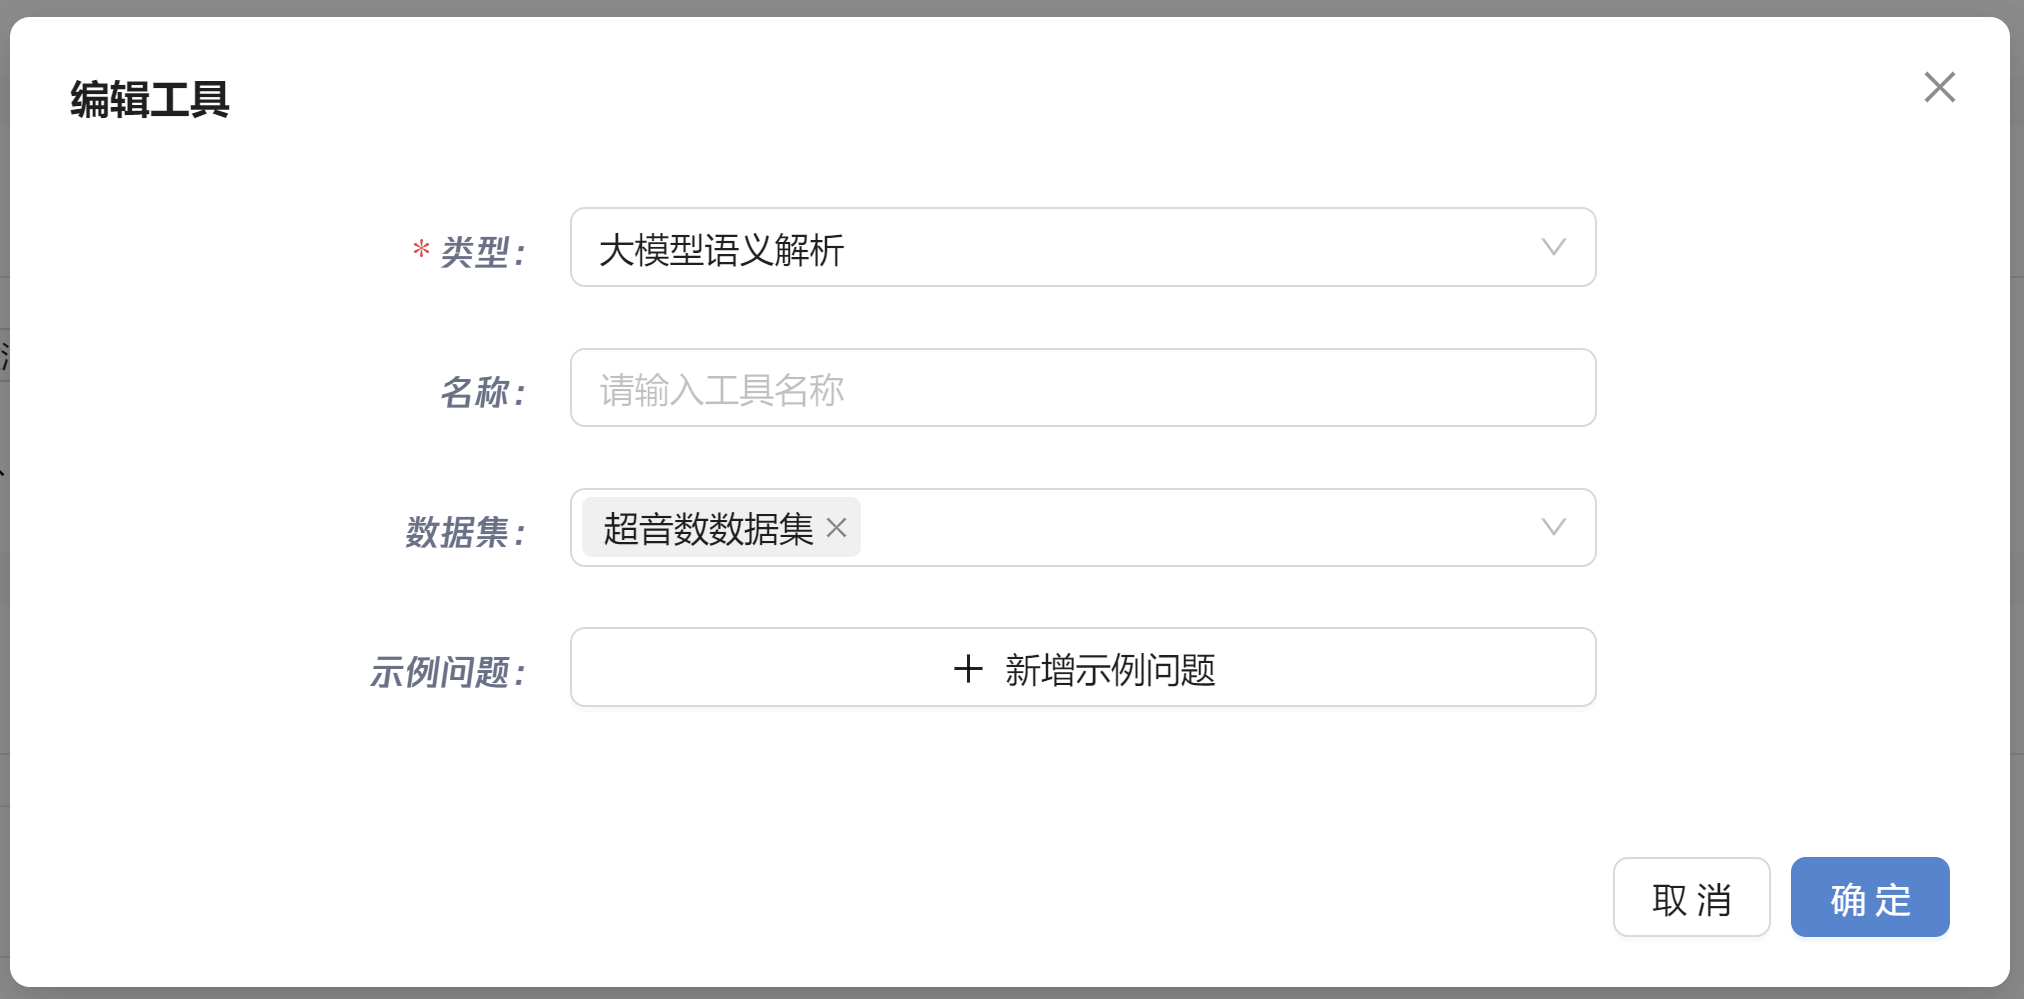 编辑工具
* 类型: 大模型语义解析
名称: 请输入工具名称
数据集: 超音数数据集
示例问题: + 新增示例问题
取消 确定